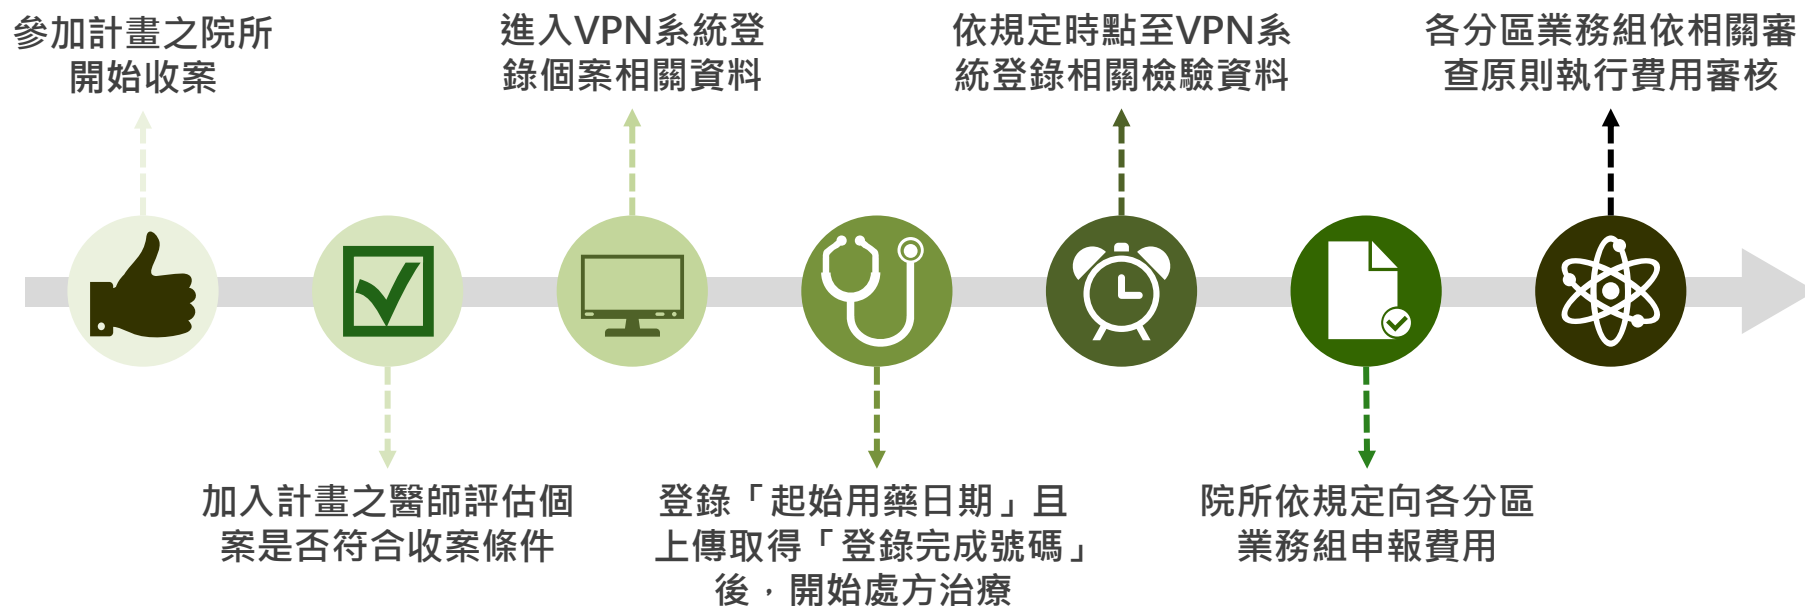 參加計畫之院所
開始收案
加入計畫之醫師評估個
案是否符合收案條件
進入VPN系統登
錄個案相關資料
登錄「起始用藥日期」且
上傳取得「登錄完成號碼」
後，開始處方治療
依規定時點至VPN系
統登錄相關檢驗資料
院所依規定向各分區
業務組申報費用
各分區業務組依相關審
查原則執行費用審核